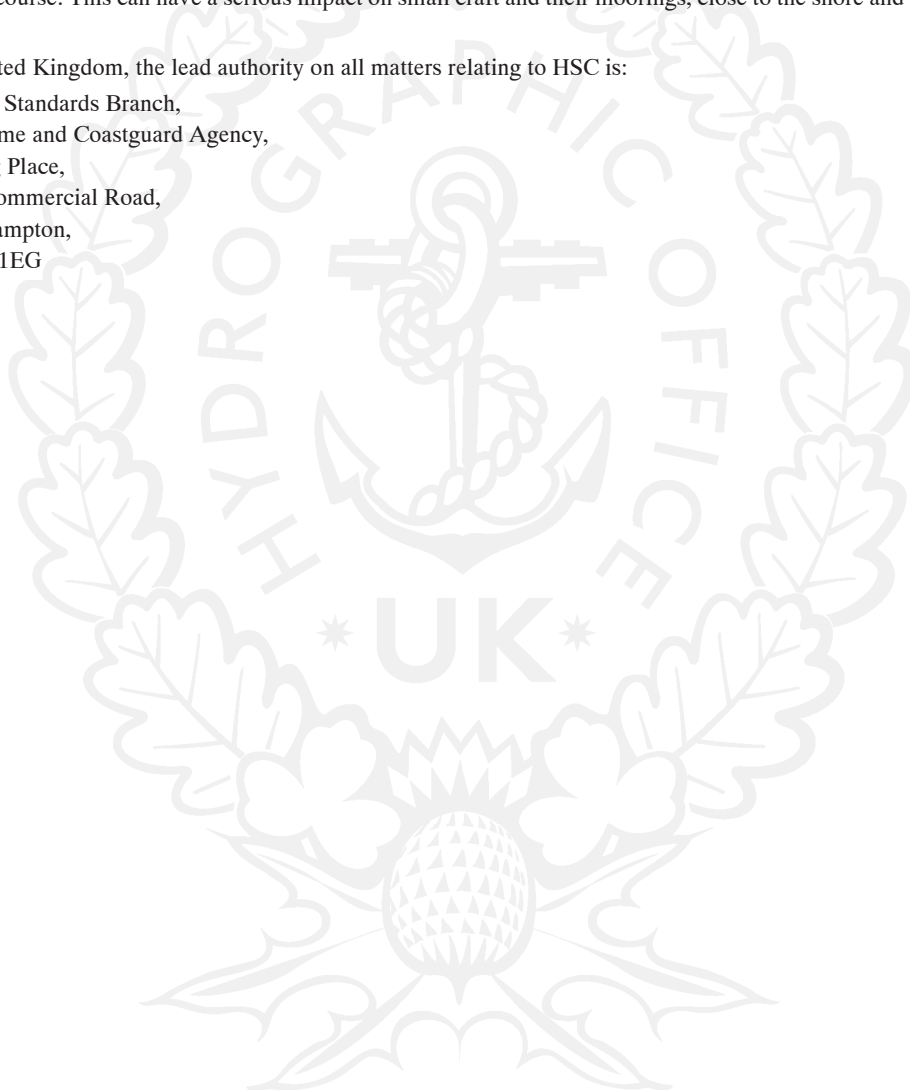 course. This can have a serious impact on small craft and their moorings, close to the shore and
ted Kingdom, the lead authority on all matters relating to HSC is:
Standards Branch,
me and Coastguard Agency,
Place,
ommercial Road,
ampton,
1EG
HYDROGRAPHIC OFFICE
UK